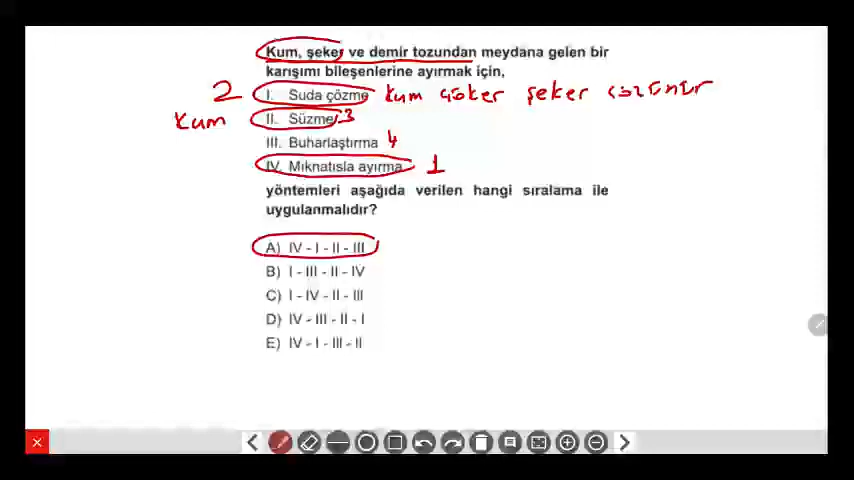 Kum, şeker ve demir tozundan meydana gelen bir
karışımı bileşenlerine ayırmak için,
2 I. Suda çözme kum çöker şeker çözünür
kum II. Süzme 3
III. Buharlaştırma 4
IV. Mıknatısla ayırma 1
yöntemleri aşağıda verilen hangi sıralama ile
uygulanmalıdır?
A) IV - I - II - III
B) I - III - II - IV
C) I - IV - II - III
D) IV - III - II - I
E) IV - I - III - II